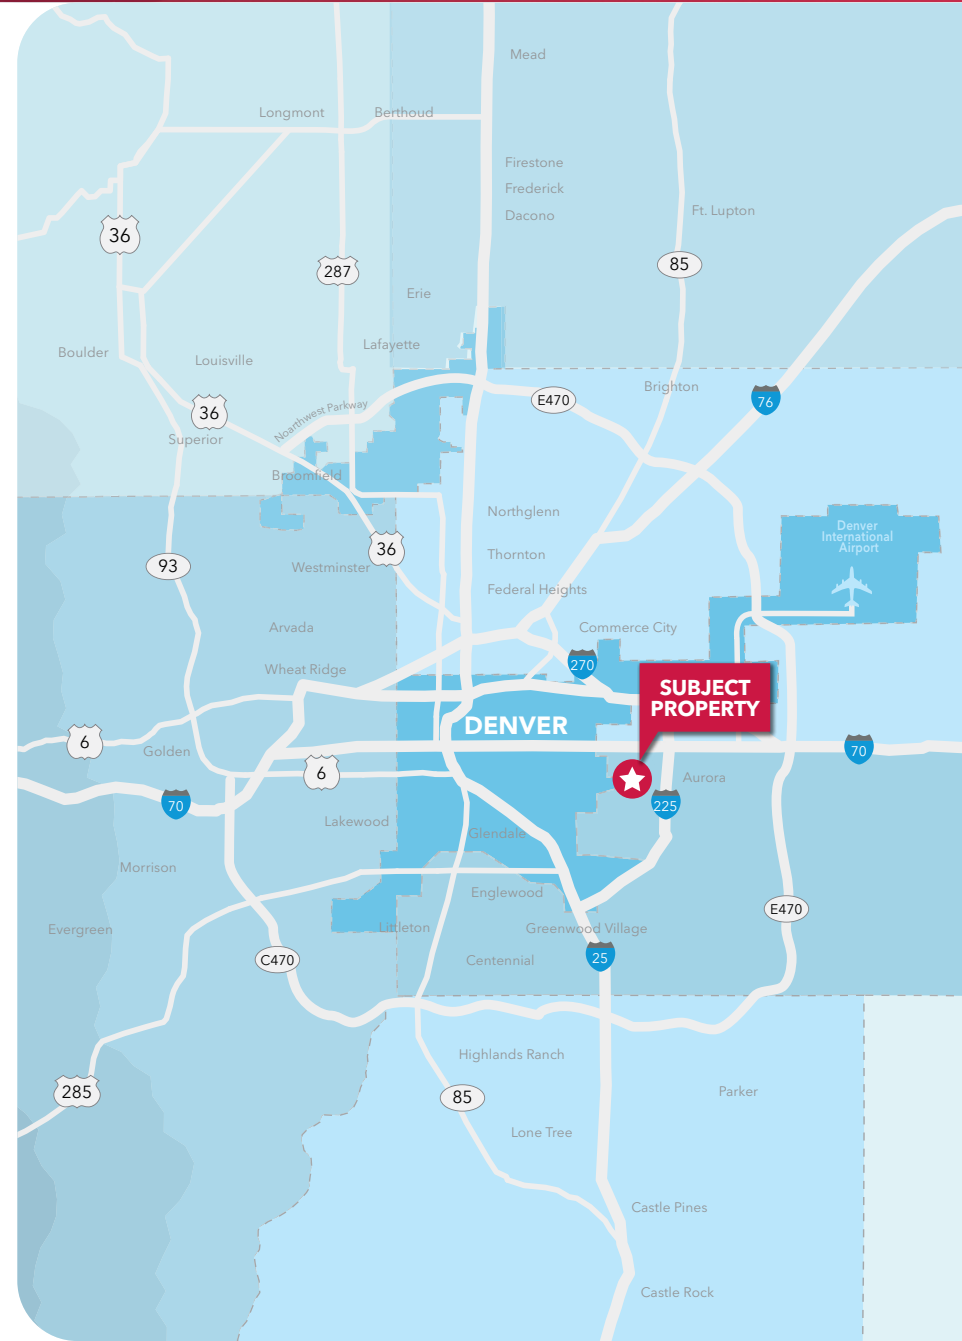 Mead
Longmont
Berthoud
Firestone
Frederick
Dacono
Ft. Lupton
36
287
85
Erie
Boulder
Louisville
Lafayette
Brighton
E470
76
36
Noarthwest Parkway
Superior
Broomfield
Northglenn
Denver
International
Airport
36
Thornton
93
Westminster
Federal Heights
Arvada
Commerce City
Wheat Ridge
270
SUBJECT
PROPERTY
DENVER
6
Golden
70
6
Aurora
70
225
Lakewood
Glendale
Morrison
Englewood
E470
Evergreen
Littleton
Greenwood Village
C470
Centennial
25
Highlands Ranch
285
85
Parker
Lone Tree
Castle Pines
Castle Rock